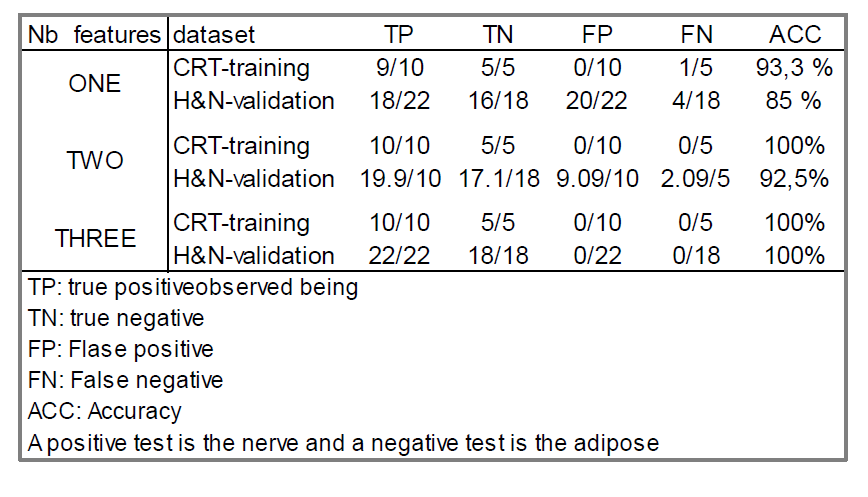 Nb features dataset TP TN FP FN ACC
ONE
CRT-training 9/10 5/5 0/10 1/5 93,3 %
H&N-validation 18/22 16/18 20/22 4/18 85 %
TWO
CRT-training 10/10 5/5 0/10 0/5 100%
H&N-validation 19.9/10 17.1/18 9.09/10 2.09/5 92,5%
THREE
CRT-training 10/10 5/5 0/10 0/5 100%
H&N-validation 22/22 18/18 0/22 0/18 100%
TP: true positiveobserved being
TN: true negative
FP: Flase positive
FN: False negative
ACC: Accuracy
A positive test is the nerve and a negative test is the adipose